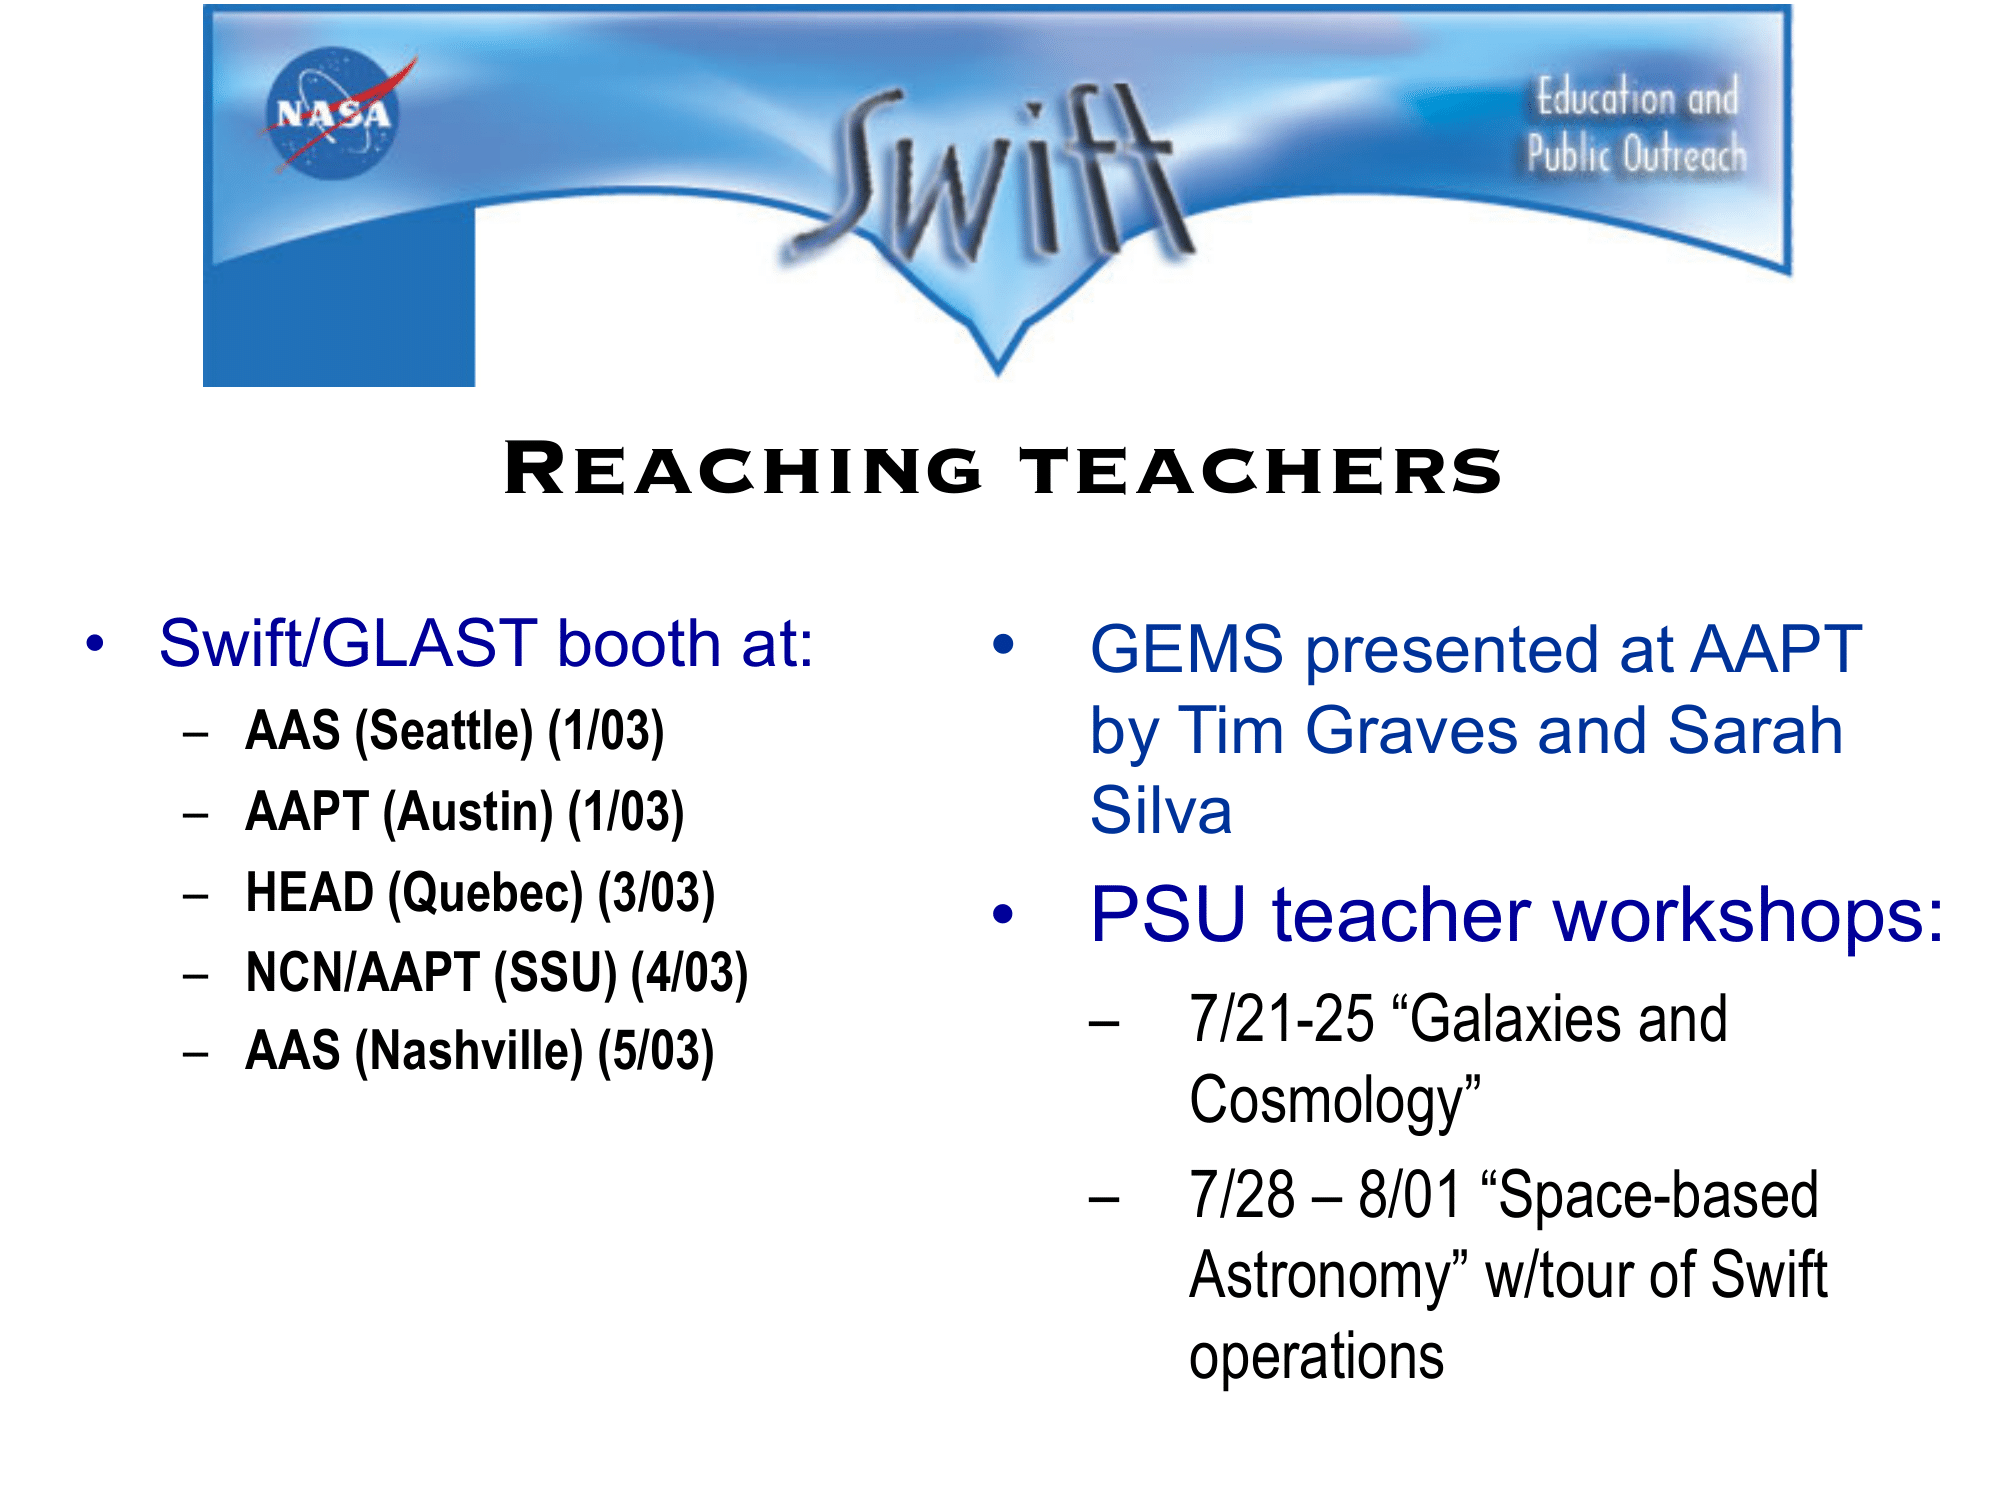 NASA
Swift
Education and
Public Outreach
Reaching teachers
• Swift/GLAST booth at:
– AAS (Seattle) (1/03)
– AAPT (Austin) (1/03)
– HEAD (Quebec) (3/03)
– NCN/AAPT (SSU) (4/03)
– AAS (Nashville) (5/03)
• GEMS presented at AAPT
by Tim Graves and Sarah
Silva
• PSU teacher workshops:
– 7/21-25 “Galaxies and
Cosmology”
– 7/28 – 8/01 “Space-based
Astronomy” w/tour of Swift
operations